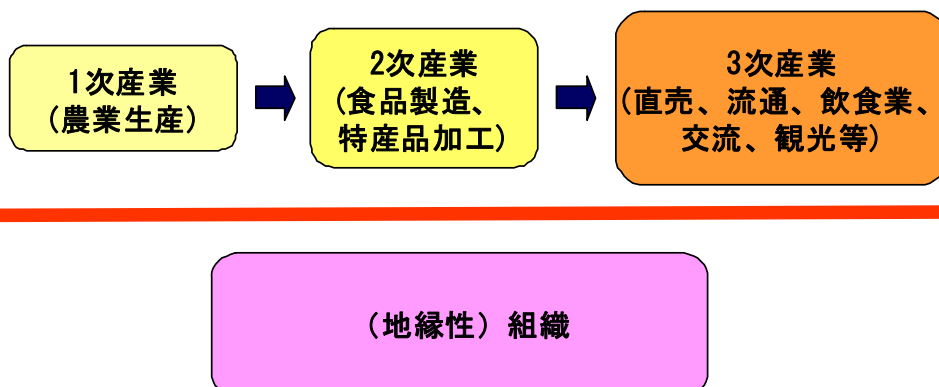 1次産業
(農業生産)
2次産業
(食品製造、
特産品加工)
3次産業
(直売、流通、飲食業、
交流、観光等)
（地縁性）組織